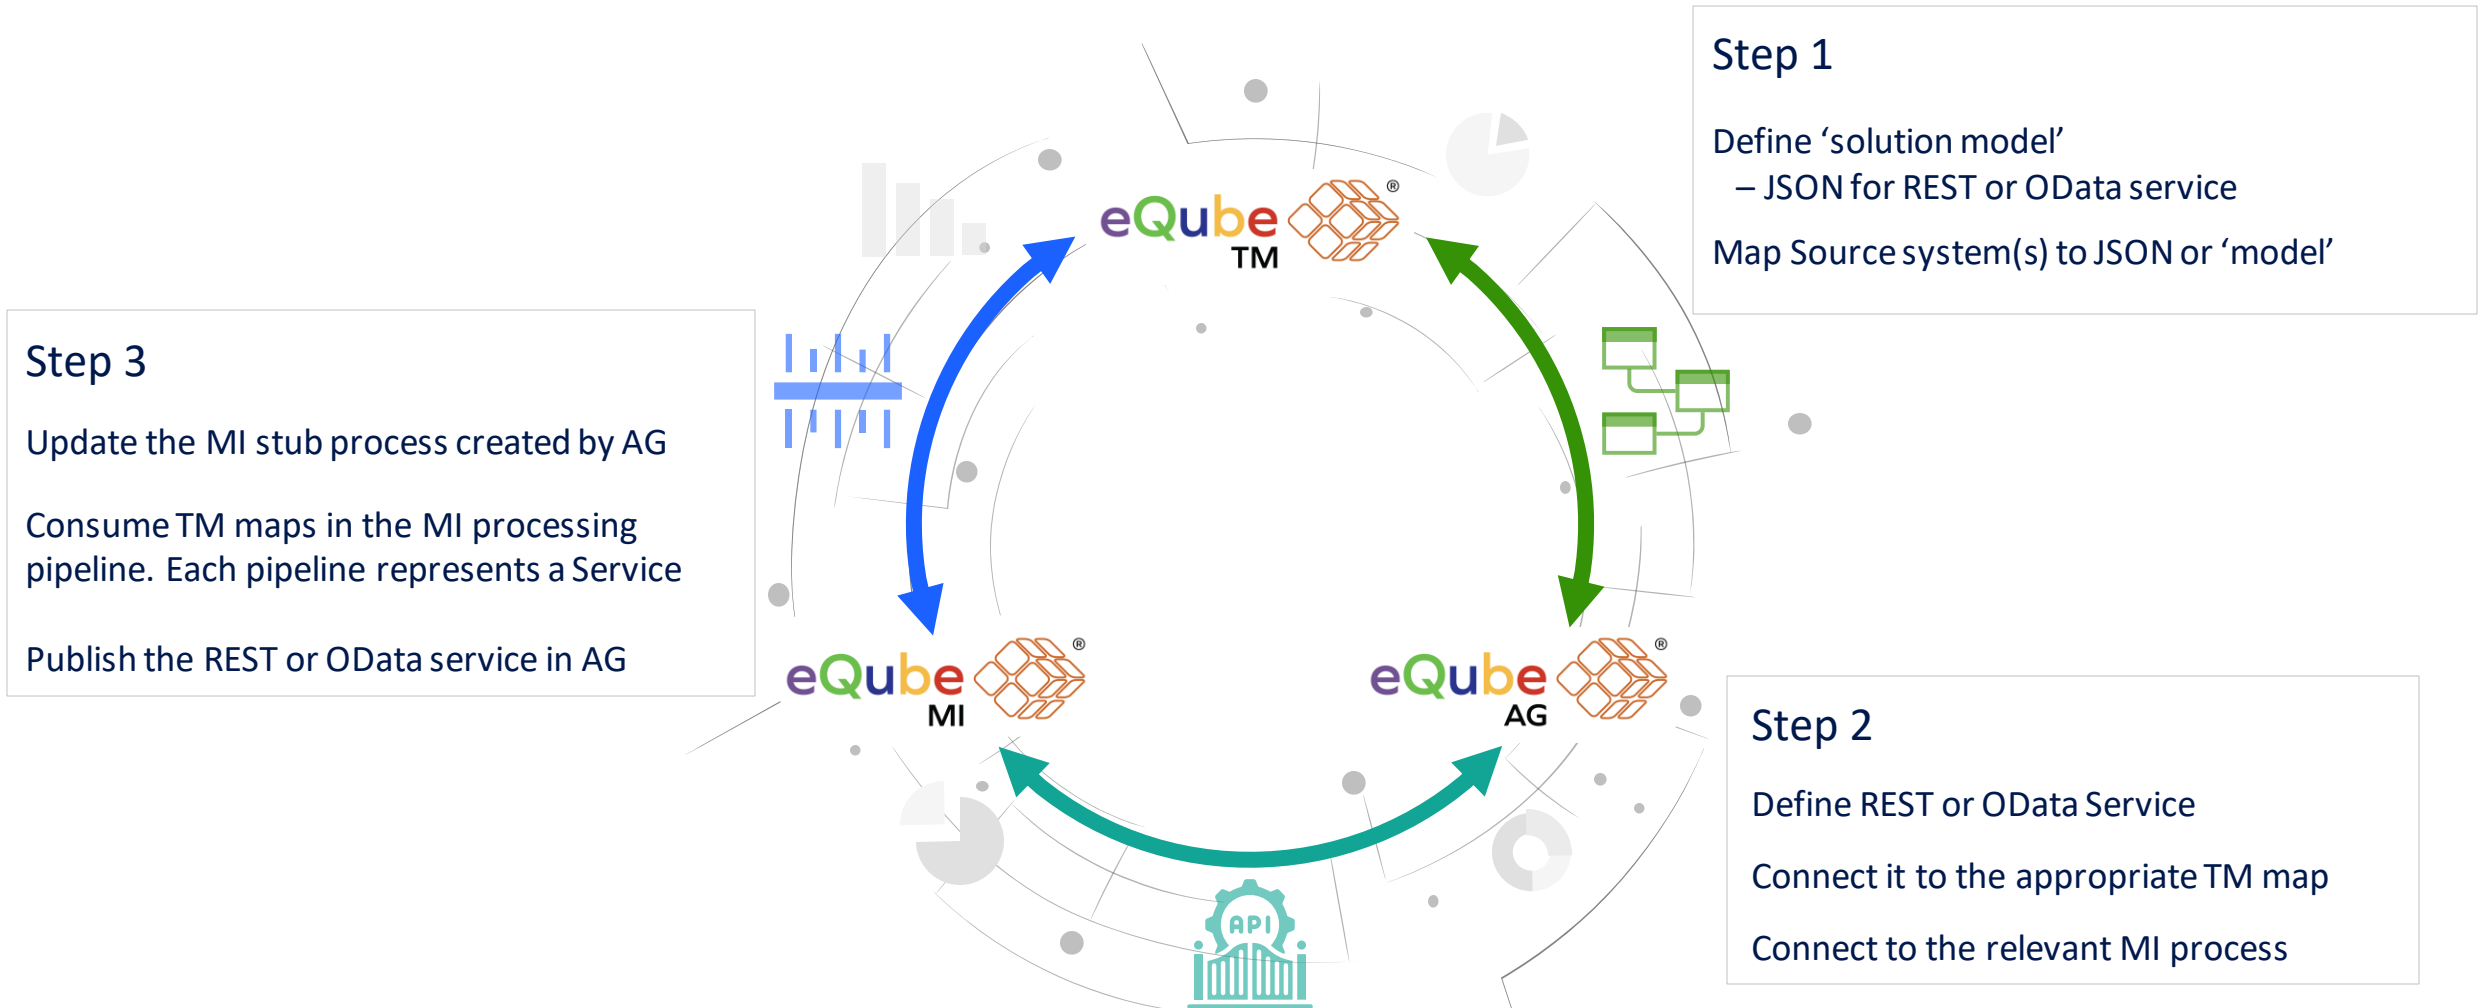 Step 1
Define ‘solution model’
– JSON for REST or OData service
Map Source system(s) to JSON or ‘model’
eQube ®
TM
Step 3
Update the MI stub process created by AG
Consume TM maps in the MI processing
pipeline. Each pipeline represents a Service
Publish the REST or OData service in AG
eQube ®
MI
eQube ®
AG
Step 2
Define REST or OData Service
Connect it to the appropriate TM map
Connect to the relevant MI process
API